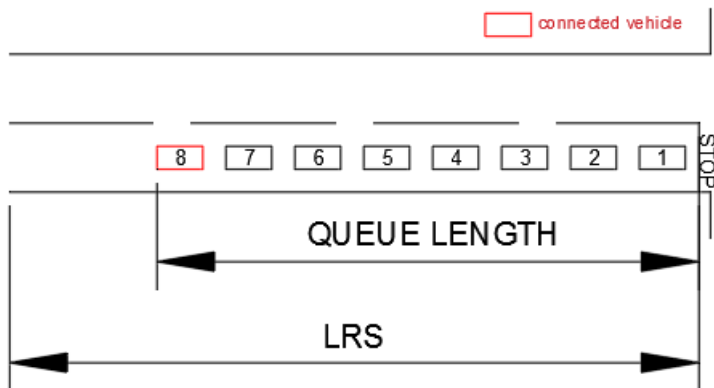 connected vehicle
8 7 6 5 4 3 2 1
STOP
QUEUE LENGTH
LRS